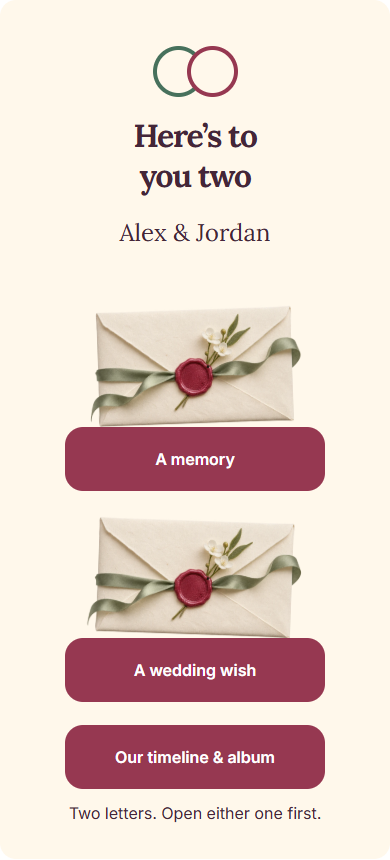 Here’s to
you two
Alex & Jordan
A memory
A wedding wish
Our timeline & album
Two letters. Open either one first.